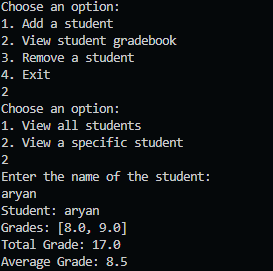 Choose an option:
1. Add a student
2. View student gradebook
3. Remove a student
4. Exit
2
Choose an option:
1. View all students
2. View a specific student
2
Enter the name of the student:
aryan
Student: aryan
Grades: [8.0, 9.0]
Total Grade: 17.0
Average Grade: 8.5